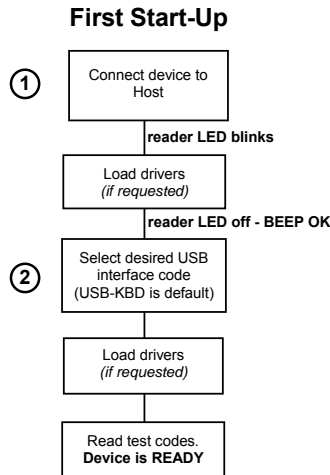 First Start-Up
1
Connect device to
Host
reader LED blinks
Load drivers
(if requested)
reader LED off - BEEP OK
2
Select desired USB
interface code
(USB-KBD is default)
Load drivers
(if requested)
Read test codes.
Device is READY